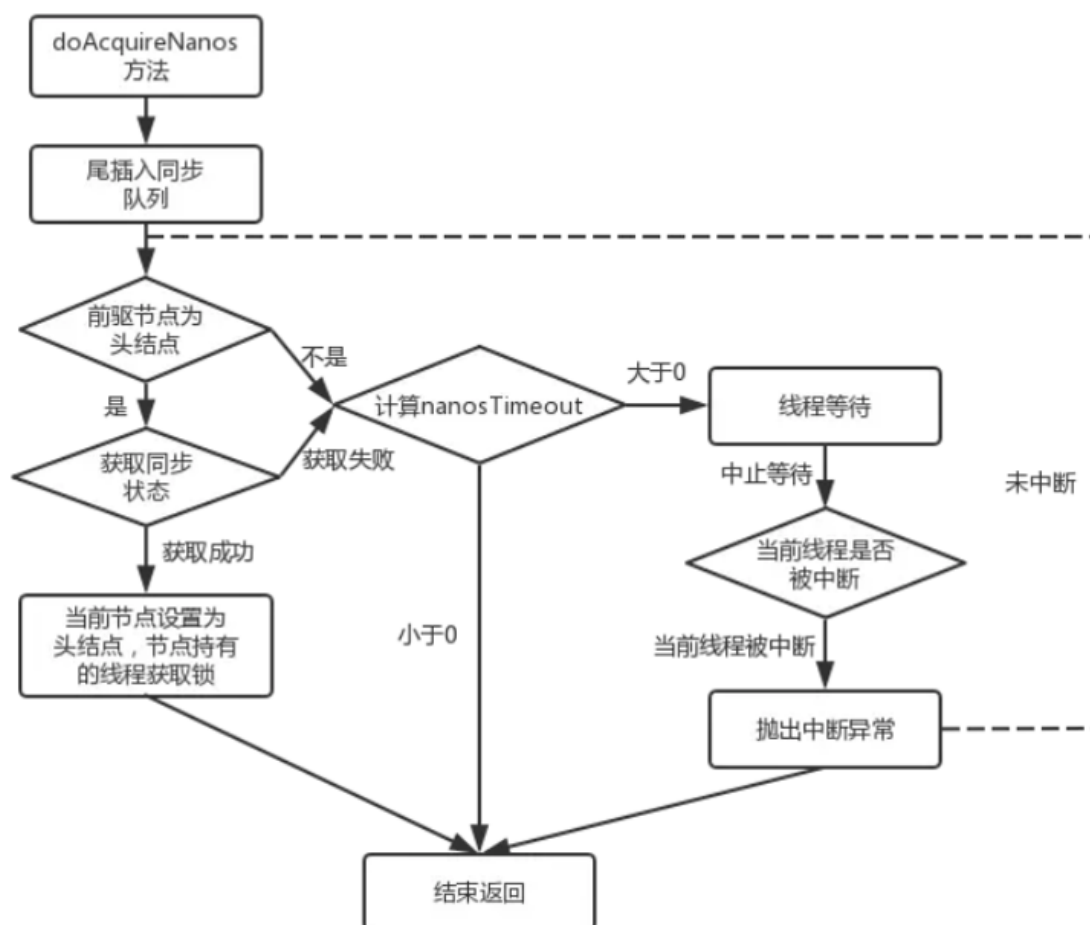 doAcquireNanos
方法
尾插入同步
队列
前驱节点为
头结点
不是
是
计算nanosTimeout
大于0
线程等待
获取同步
状态
获取失败
中止等待
未中断
当前线程是否
被中断
获取成功
当前节点设置为
头结点，节点持有
的线程获取锁
小于0
当前线程被中断
抛出中断异常
结束返回